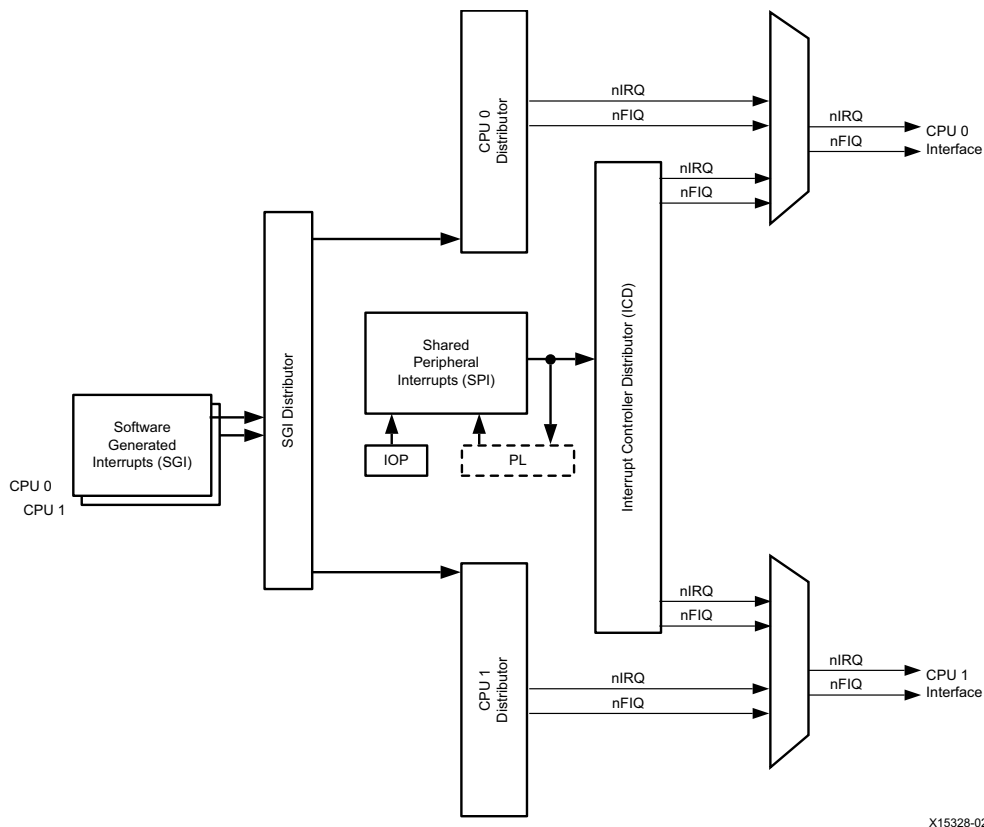 CPU 0
Distributor
nIRQ
nFIQ
nIRQ
nFIQ
nIRQ
nFIQ
CPU 0
Interface
SGI Distributor
Interrupt Controller Distributor (ICD)
Shared
Peripheral
Interrupts (SPI)
IOP
PL
Software
Generated
Interrupts (SGI)
CPU 0
CPU 1
CPU 1
Distributor
nIRQ
nFIQ
nIRQ
nFIQ
nIRQ
nFIQ
CPU 1
Interface